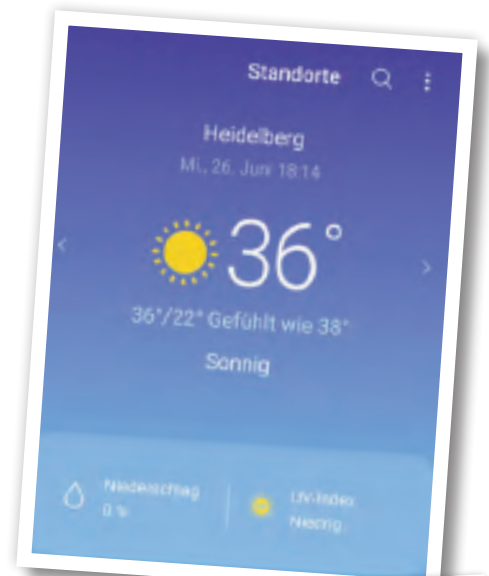 Standorte
Heidelberg
Mi., 26. Juni 18:14
36°
36°/22° Gefühlt wie 38°
Sonnig
Niederschlag
0 %
UV-Index
Niedrig